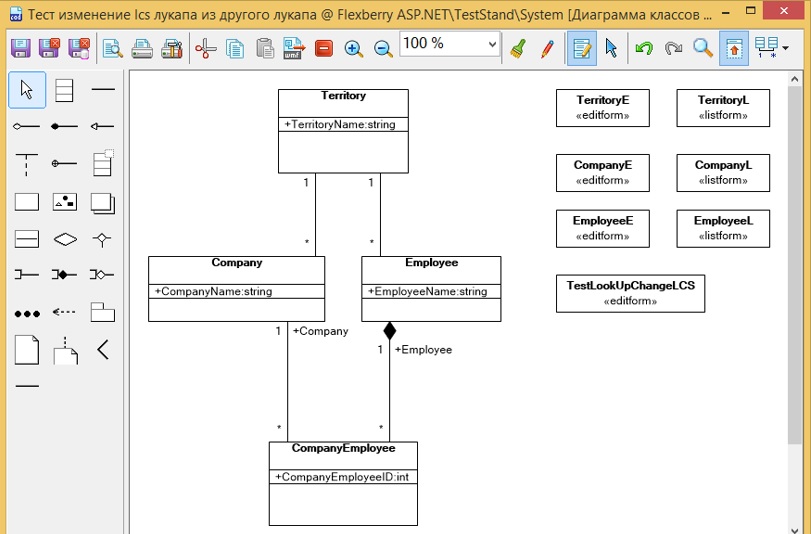 Тест изменение lcs лукапа из другого лукапа @ Flexberry ASP.NET\TestStand\System [Диаграмма классов ...
100 %
wmf
Territory
+TerritoryName:string
TerritoryE
«editform»
TerritoryL
«listform»
CompanyE
«editform»
CompanyL
«listform»
1
1
EmployeeE
«editform»
EmployeeL
«listform»
*
*
Company
+CompanyName:string
Employee
+EmployeeName:string
TestLookUpChangeLCS
«editform»
1
+Company
1
+Employee
*
*
CompanyEmployee
+CompanyEmployeeID:int